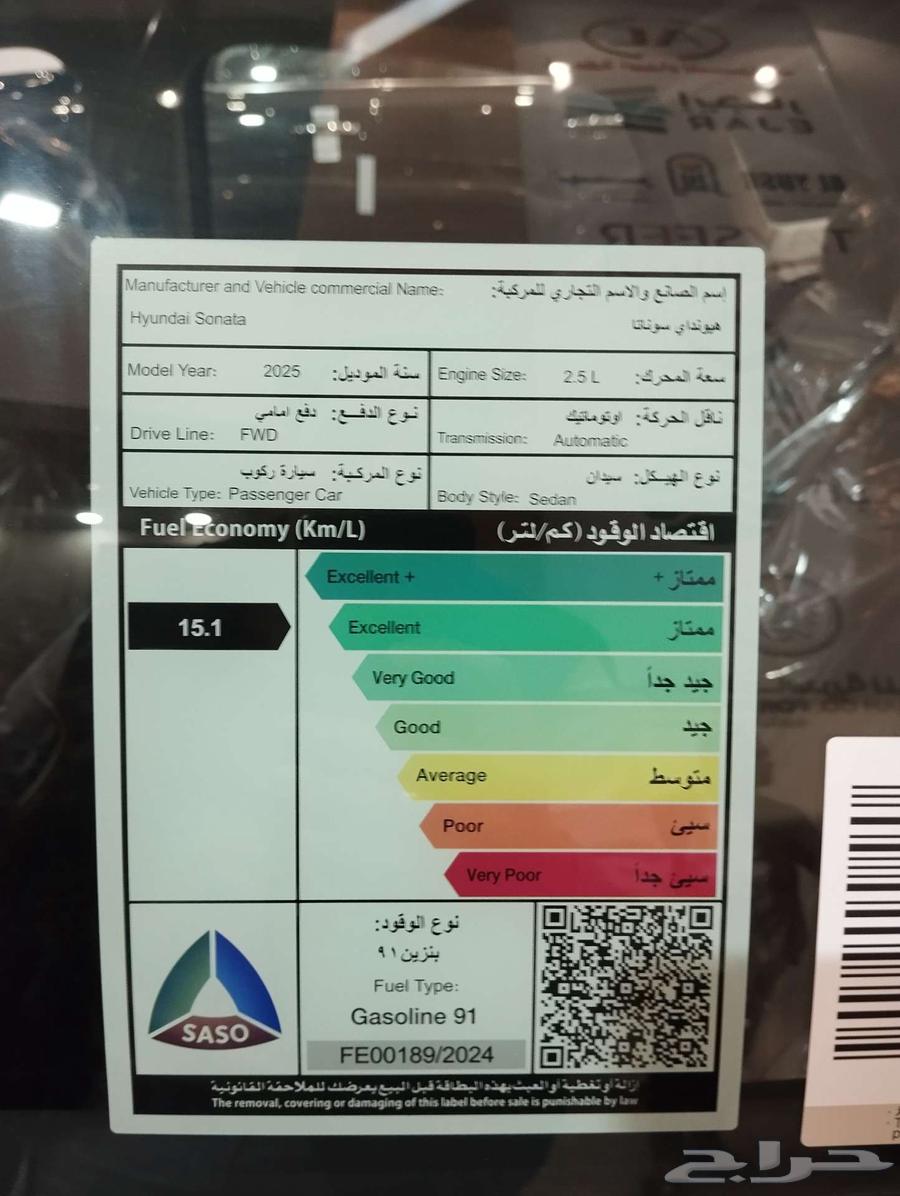 Manufacturer and Vehicle commercial Name: إسم الصانع والاسم التجاري للمركبة:
Hyundai Sonata هيونداي سوناتا
Model Year: 2025 سنة الموديل:
Engine Size: 2.5 L سعة المحرك:
نوع الدفع: دفع امامي
Drive Line: FWD
ناقل الحركة: اوتوماتيك
Transmission: Automatic
نوع المركبة: سيارة ركوب
Vehicle Type: Passenger Car
نوع الهيكل: سيدان
Body Style: Sedan
Fuel Economy (Km/L) اقتصاد الوقود (كم/لتر)
Excellent + ممتاز +
15.1
Excellent ممتاز
Very Good جيد جداً
Good جيد
Average متوسط
Poor سيئ
Very Poor سيئ جداً
نوع الوقود:
بنزين ٩١
Fuel Type:
Gasoline 91
FE00189/2024
SASO
ازالة أو تغطية أو العبث بهذه البطاقة قبل البيع يعرضك للملاحقة القانونية
The removal, covering or damaging of this label before sale is punishable by law
حراج